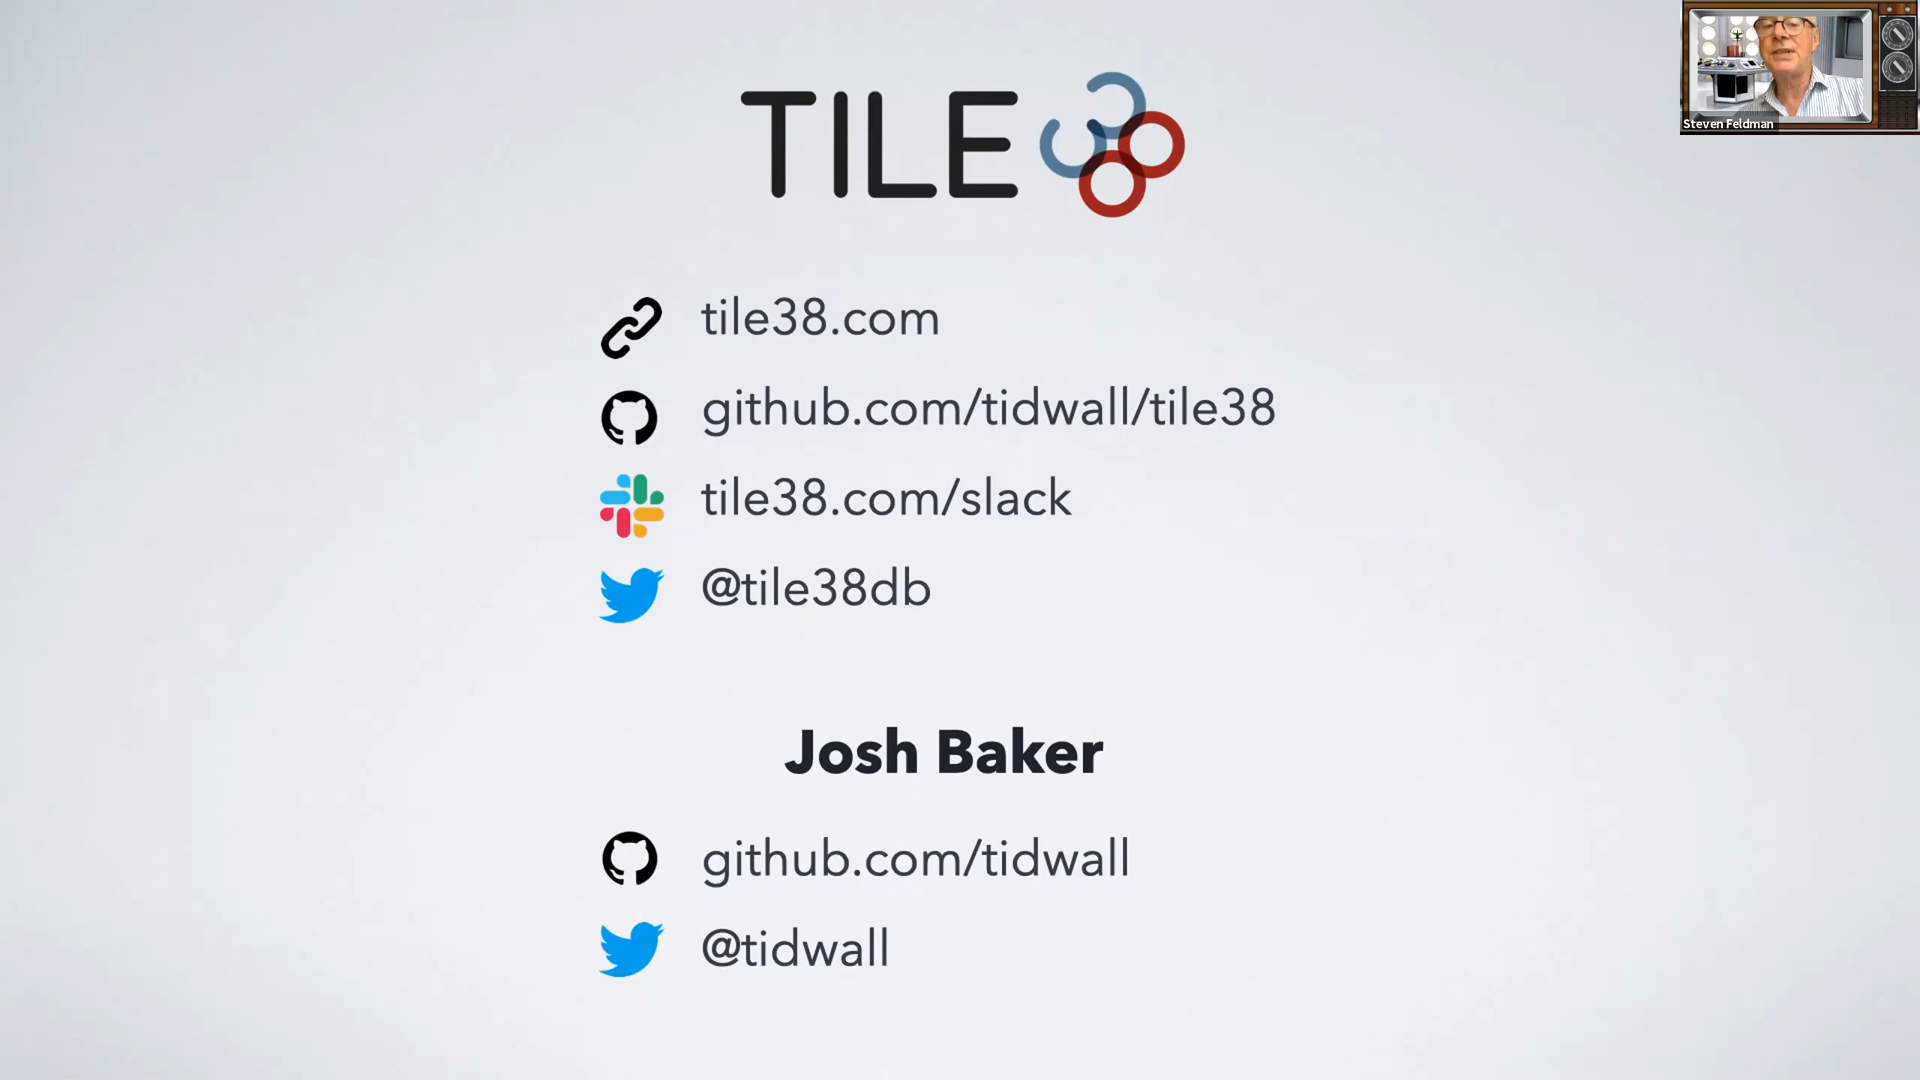 TILE38
Steven Feldman
tile38.com
github.com/tidwall/tile38
tile38.com/slack
@tile38db
Josh Baker
github.com/tidwall
@tidwall